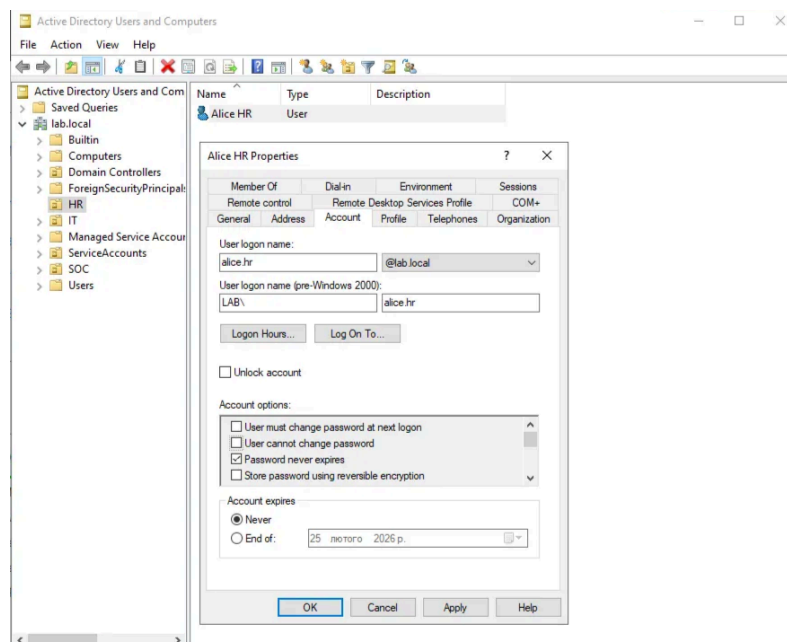 Active Directory Users and Computers
File Action View Help
Active Directory Users and Com
Saved Queries
lab.local
Builtin
Computers
Domain Controllers
ForeignSecurityPrincipals
HR
IT
Managed Service Accour
ServiceAccounts
SOC
Users
Name Type Description
Alice HR User
Alice HR Properties
Member Of Dial-in Environment Sessions
Remote control Remote Desktop Services Profile COM+
General Address Account Profile Telephones Organization
User logon name:
alice.hr @lab.local
User logon name (pre-Windows 2000):
LAB\ alice.hr
Logon Hours... Log On To...
Unlock account
Account options:
User must change password at next logon
User cannot change password
Password never expires
Store password using reversible encryption
Account expires
Never
End of: 25 лютого 2026 р.
OK Cancel Apply Help